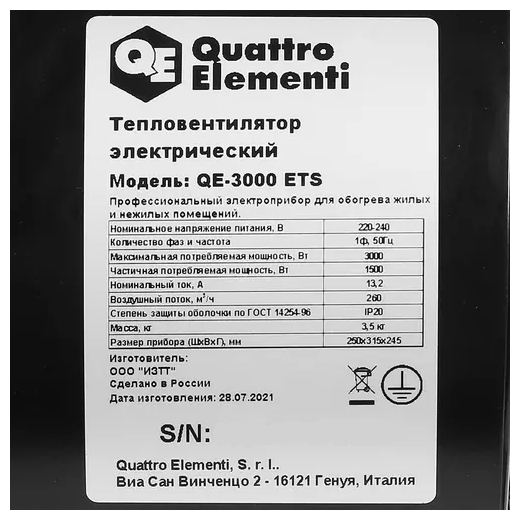 QE Quattro
Elementi
Тепловентилятор
электрический
Модель: QE-3000 ETS
Профессиональный электроприбор для обогрева жилых
и нежилых помещений.
Номинальное напряжение питания, В 220-240
Количество фаз и частота 1ф, 50Гц
Максимальная потребляемая мощность, Вт 3000
Частичная потребляемая мощность, Вт 1500
Номинальный ток, А 13,2
Воздушный поток, м³/ч 260
Степень защиты оболочки по ГОСТ 14254-96 IP20
Масса, кг 3,5 кг
Размер прибора (ШхВхГ), мм 250х315х245
Изготовитель:
ООО "ИЗТТ"
Сделано в России
Дата изготовления: 28.07.2021
S/N:
Quattro Elementi, S. r. l..
Виа Сан Винченцо 2 - 16121 Генуя, Италия